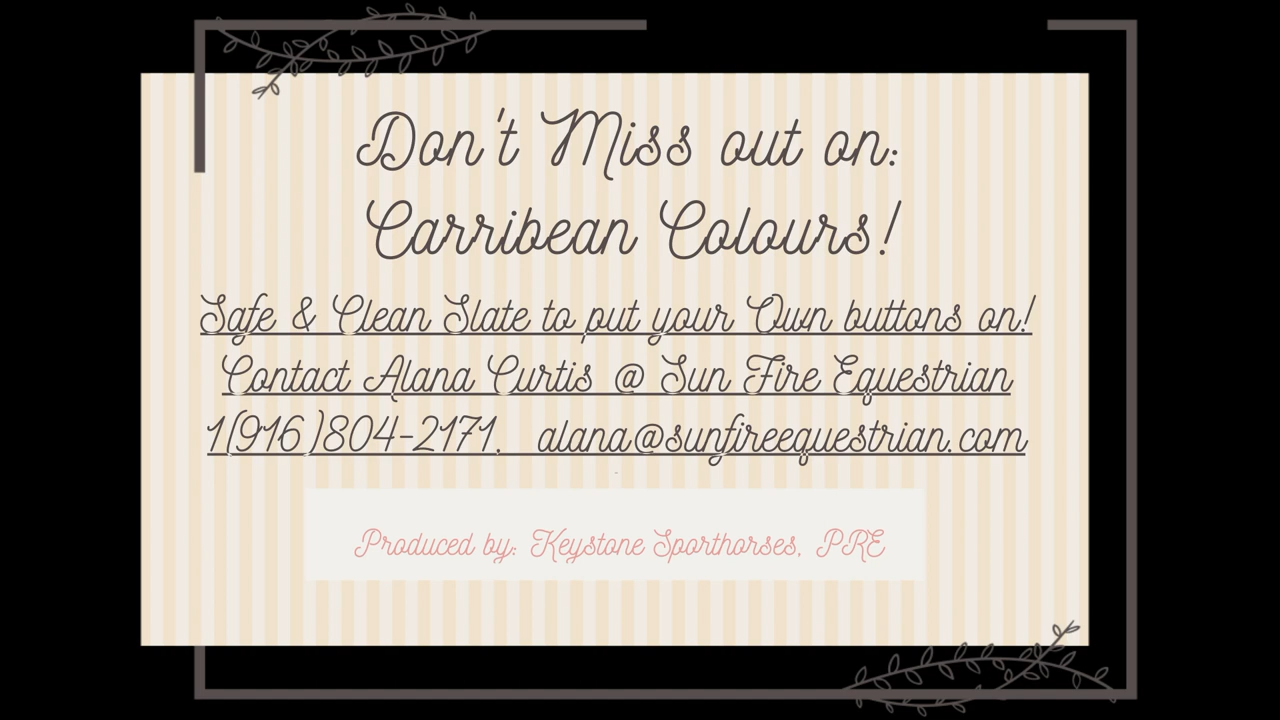 Don't Miss out on:
Carribean Colours!
Safe & Clean Slate to put your Own buttons on!
Contact Alana Curtis @ Sun Fire Equestrian
1(916)804-2171. alana@sunfireequestrian.com
Produced by: Keystone Sporthorses, PRE